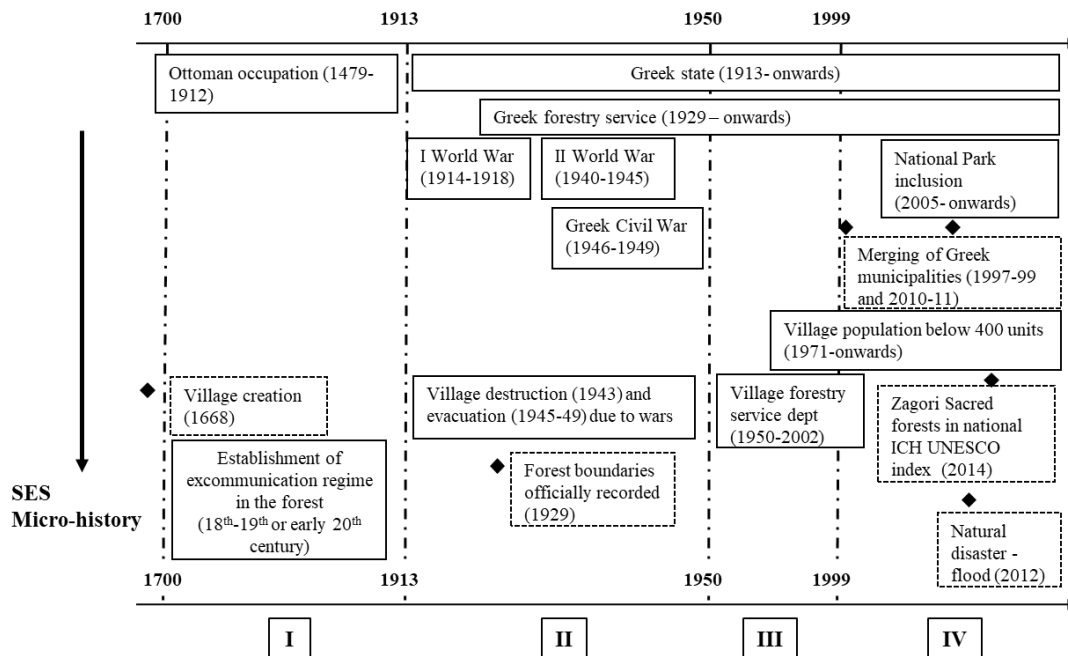 1700
1913
1950
1999
Ottoman occupation (1479-
1912)
Greek state (1913- onwards)
Greek forestry service (1929 – onwards)
I World War
(1914-1918)
II World War
(1940-1945)
National Park
inclusion
(2005- onwards)
Greek Civil War
(1946-1949)
Merging of Greek
municipalities (1997-99
and 2010-11)
Village population below 400 units
(1971-onwards)
Village creation
(1668)
Village destruction (1943) and
evacuation (1945-49) due to wars
Village forestry
service dept
(1950-2002)
Zagori Sacred
forests in national
ICH UNESCO
index (2014)
Establishment of
excommunication regime
in the forest
(18th-19th or early 20th
century)
Forest boundaries
officially recorded
(1929)
SES
Micro-history
Natural
disaster -
flood (2012)
1700
1913
1950
1999
I
II
III
IV